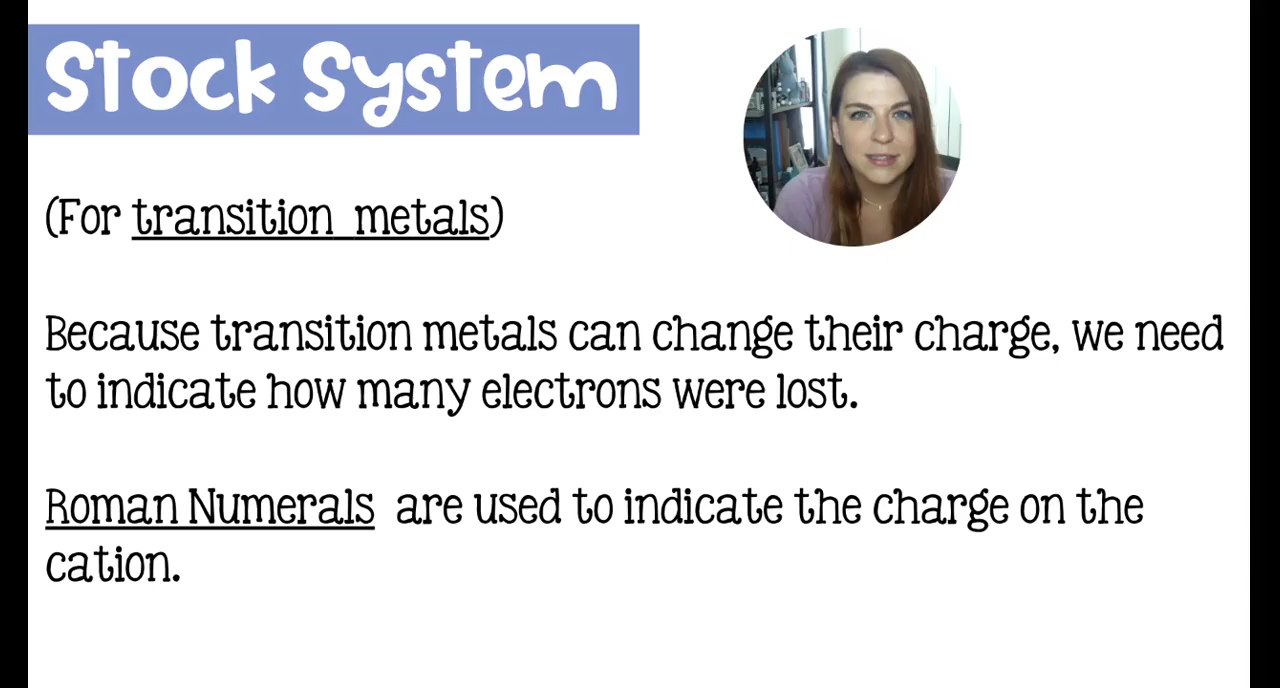 Stock System
(For transition metals)
Because transition metals can change their charge, we need
to indicate how many electrons were lost.
Roman Numerals are used to indicate the charge on the
cation.